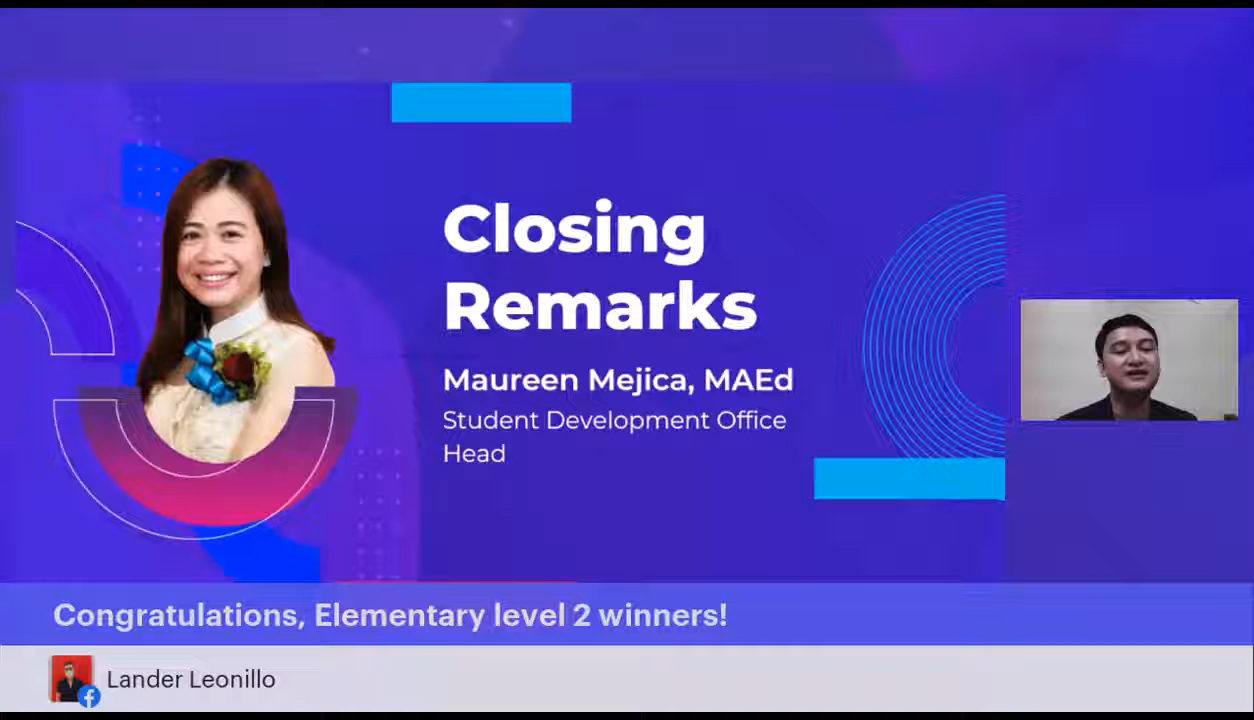 Closing
Remarks
Maureen Mejica, MAEd
Student Development Office
Head
Congratulations, Elementary level 2 winners!
Lander Leonillo